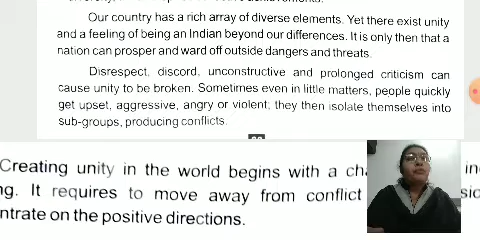 Our country has a rich array of diverse elements. Yet there exist unity
and a feeling of being an Indian beyond our differences. It is only then that a
nation can prosper and ward off outside dangers and threats.
Disrespect, discord, unconstructive and prolonged criticism can
cause unity to be broken. Sometimes even in little matters, people quickly
get upset, aggressive, angry or violent; they then isolate themselves into
sub-groups, producing conflicts.
Creating unity in the world begins with a
It requires to move away from conflict
on the positive directions.